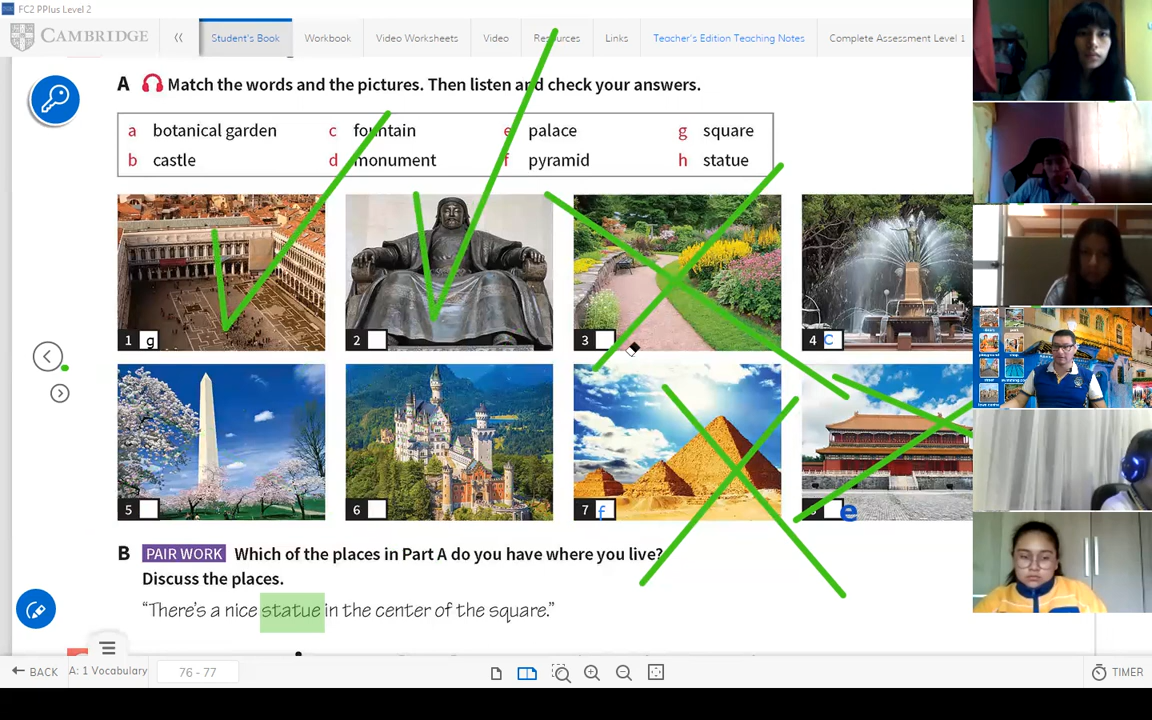 FC2 PPlus Level 2
CAMBRIDGE
Student's Book
Workbook
Video Worksheets
Video
Resources
Links
Teacher's Edition Teaching Notes
Complete Assessment Level 1
A Match the words and the pictures. Then listen and check your answers.
a botanical garden c fountain e palace g square
b castle d monument f pyramid h statue
1 g 2 3 4 C
5 6 7 f e
B PAIR WORK Which of the places in Part A do you have where you live?
Discuss the places.
“There's a nice statue in the center of the square.”
BACK
A: 1 Vocabulary
76 - 77
TIMER